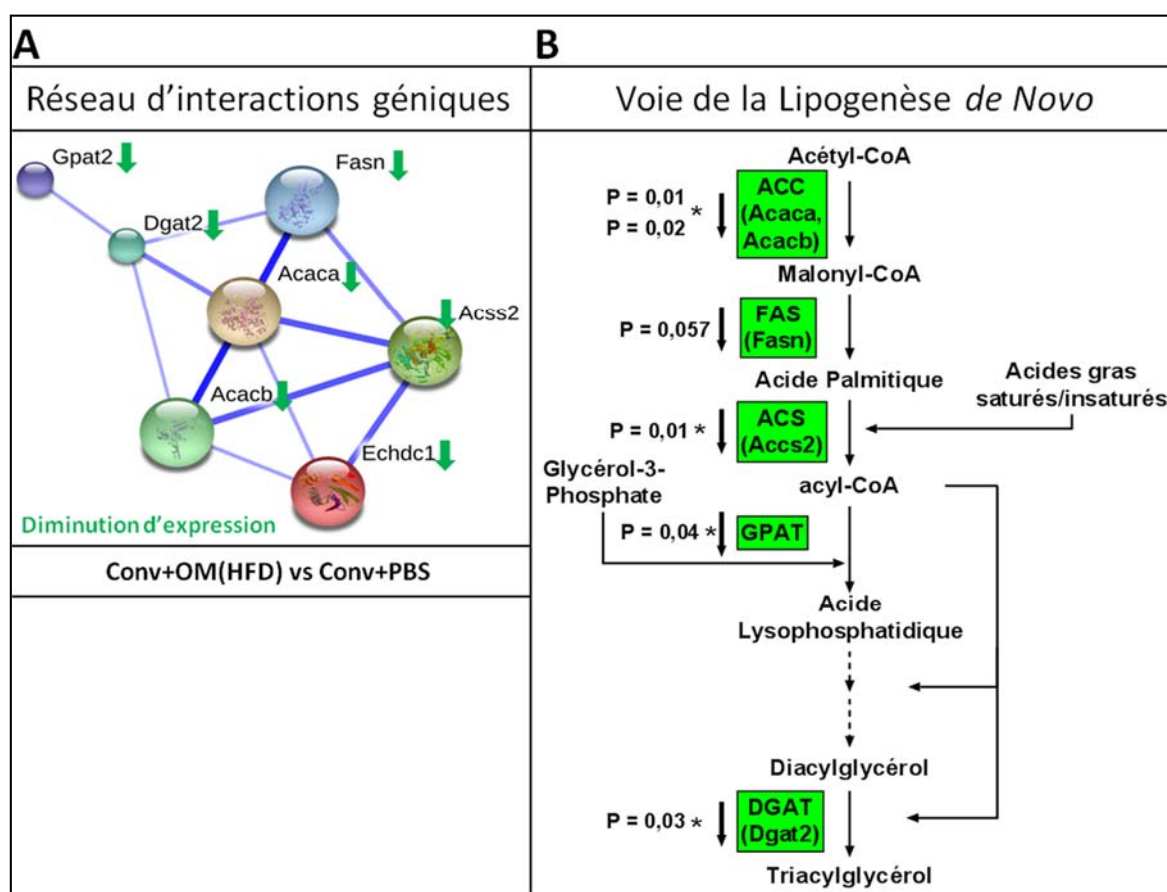 A
Réseau d'interactions géniques
Gpat2
Fasn
Dgat2
Acaca
Acss2
Acacb
Echdc1
Diminution d'expression
Conv+OM(HFD) vs Conv+PBS
B
Voie de la Lipogenèse de Novo
Acétyl-CoA
P = 0,01
P = 0,02 *
ACC
(Acaca,
Acacb)
Malonyl-CoA
P = 0,057
FAS
(Fasn)
Acide Palmitique
Acides gras
saturés/insaturés
P = 0,01 *
ACS
(Accs2)
Glycérol-3-
Phosphate
acyl-CoA
P = 0,04 *
GPAT
Acide
Lysophosphatidique
Diacylglycérol
P = 0,03 *
DGAT
(Dgat2)
Triacylglycérol